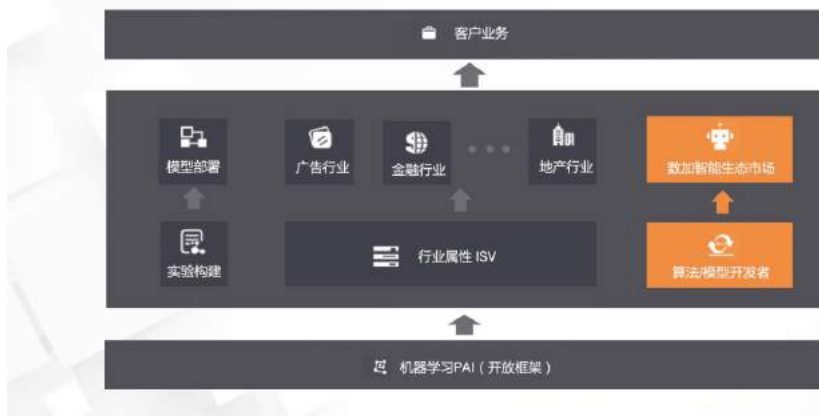 客户业务
模型部署
广告行业
金融行业
地产行业
数加智能生态市场
实验构建
行业属性 ISV
算法/模型开发者
机器学习PAI ( 开放框架 )